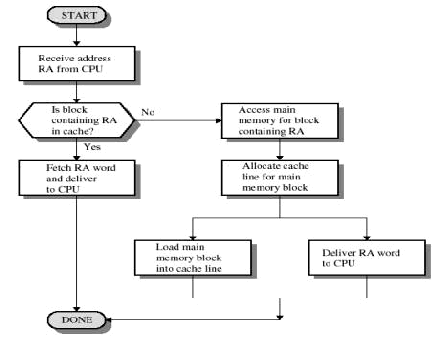 START
Receive address
RA from CPU
Is block
containing RA
in cache?
No
Access main
memory for block
containing RA
Yes
Fetch RA word
and deliver
to CPU
Allocate cache
line for main
memory block
Load main
memory block
into cache line
Deliver RA word
to CPU
DONE